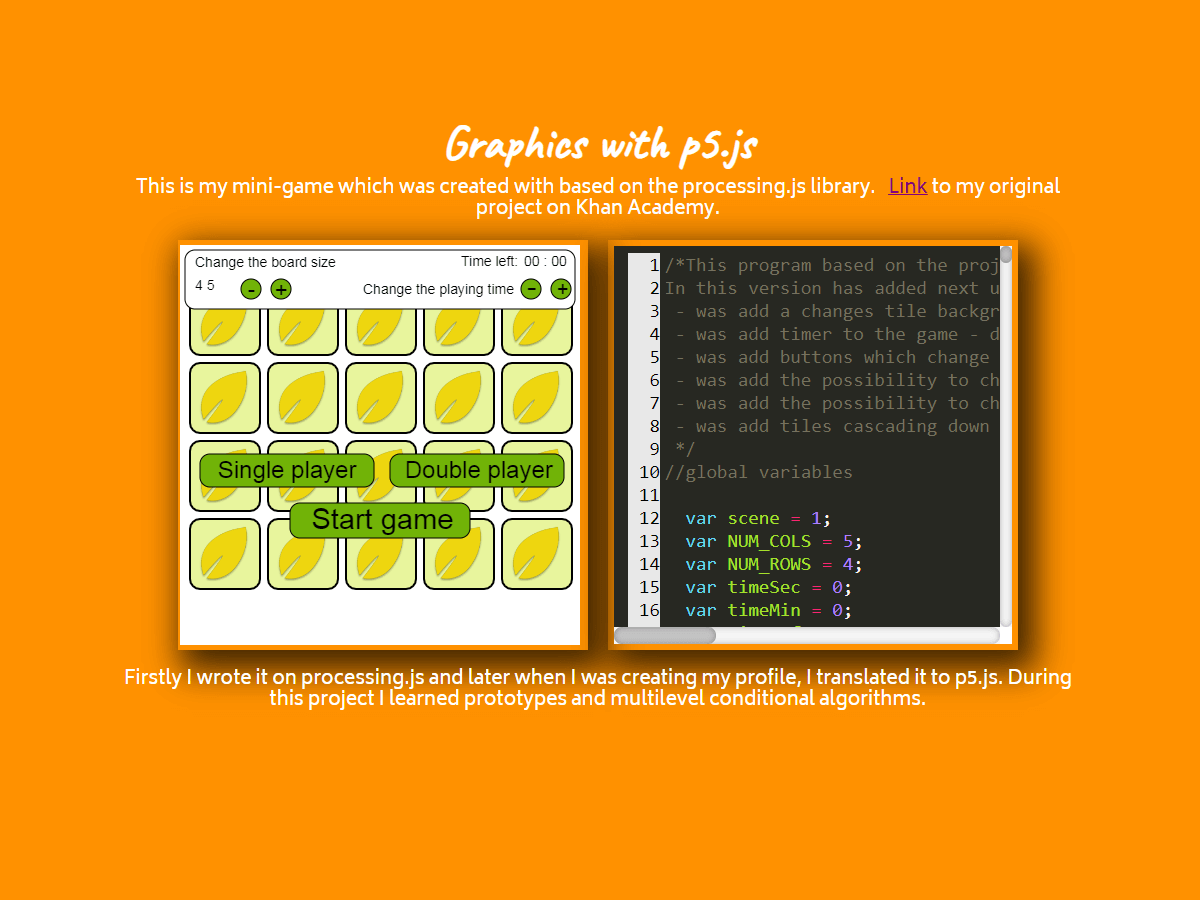 Graphics with p5.js
This is my mini-game which was created with based on the processing.js library. Link to my original
project on Khan Academy.
Change the board size
Time left: 00 : 00
4 5
- +
Change the playing time - +
Single player
Double player
Start game
1 /*This program based on the proj
2 In this version has added next u
3 - was add a changes tile backgr
4 - was add timer to the game - d
5 - was add buttons which change
6 - was add the possibility to ch
7 - was add the possibility to ch
8 - was add tiles cascading down
9 */
10 //global variables
11
12 var scene = 1;
13 var NUM_COLS = 5;
14 var NUM_ROWS = 4;
15 var timeSec = 0;
16 var timeMin = 0;
Firstly I wrote it on processing.js and later when I was creating my profile, I translated it to p5.js. During
this project I learned prototypes and multilevel conditional algorithms.